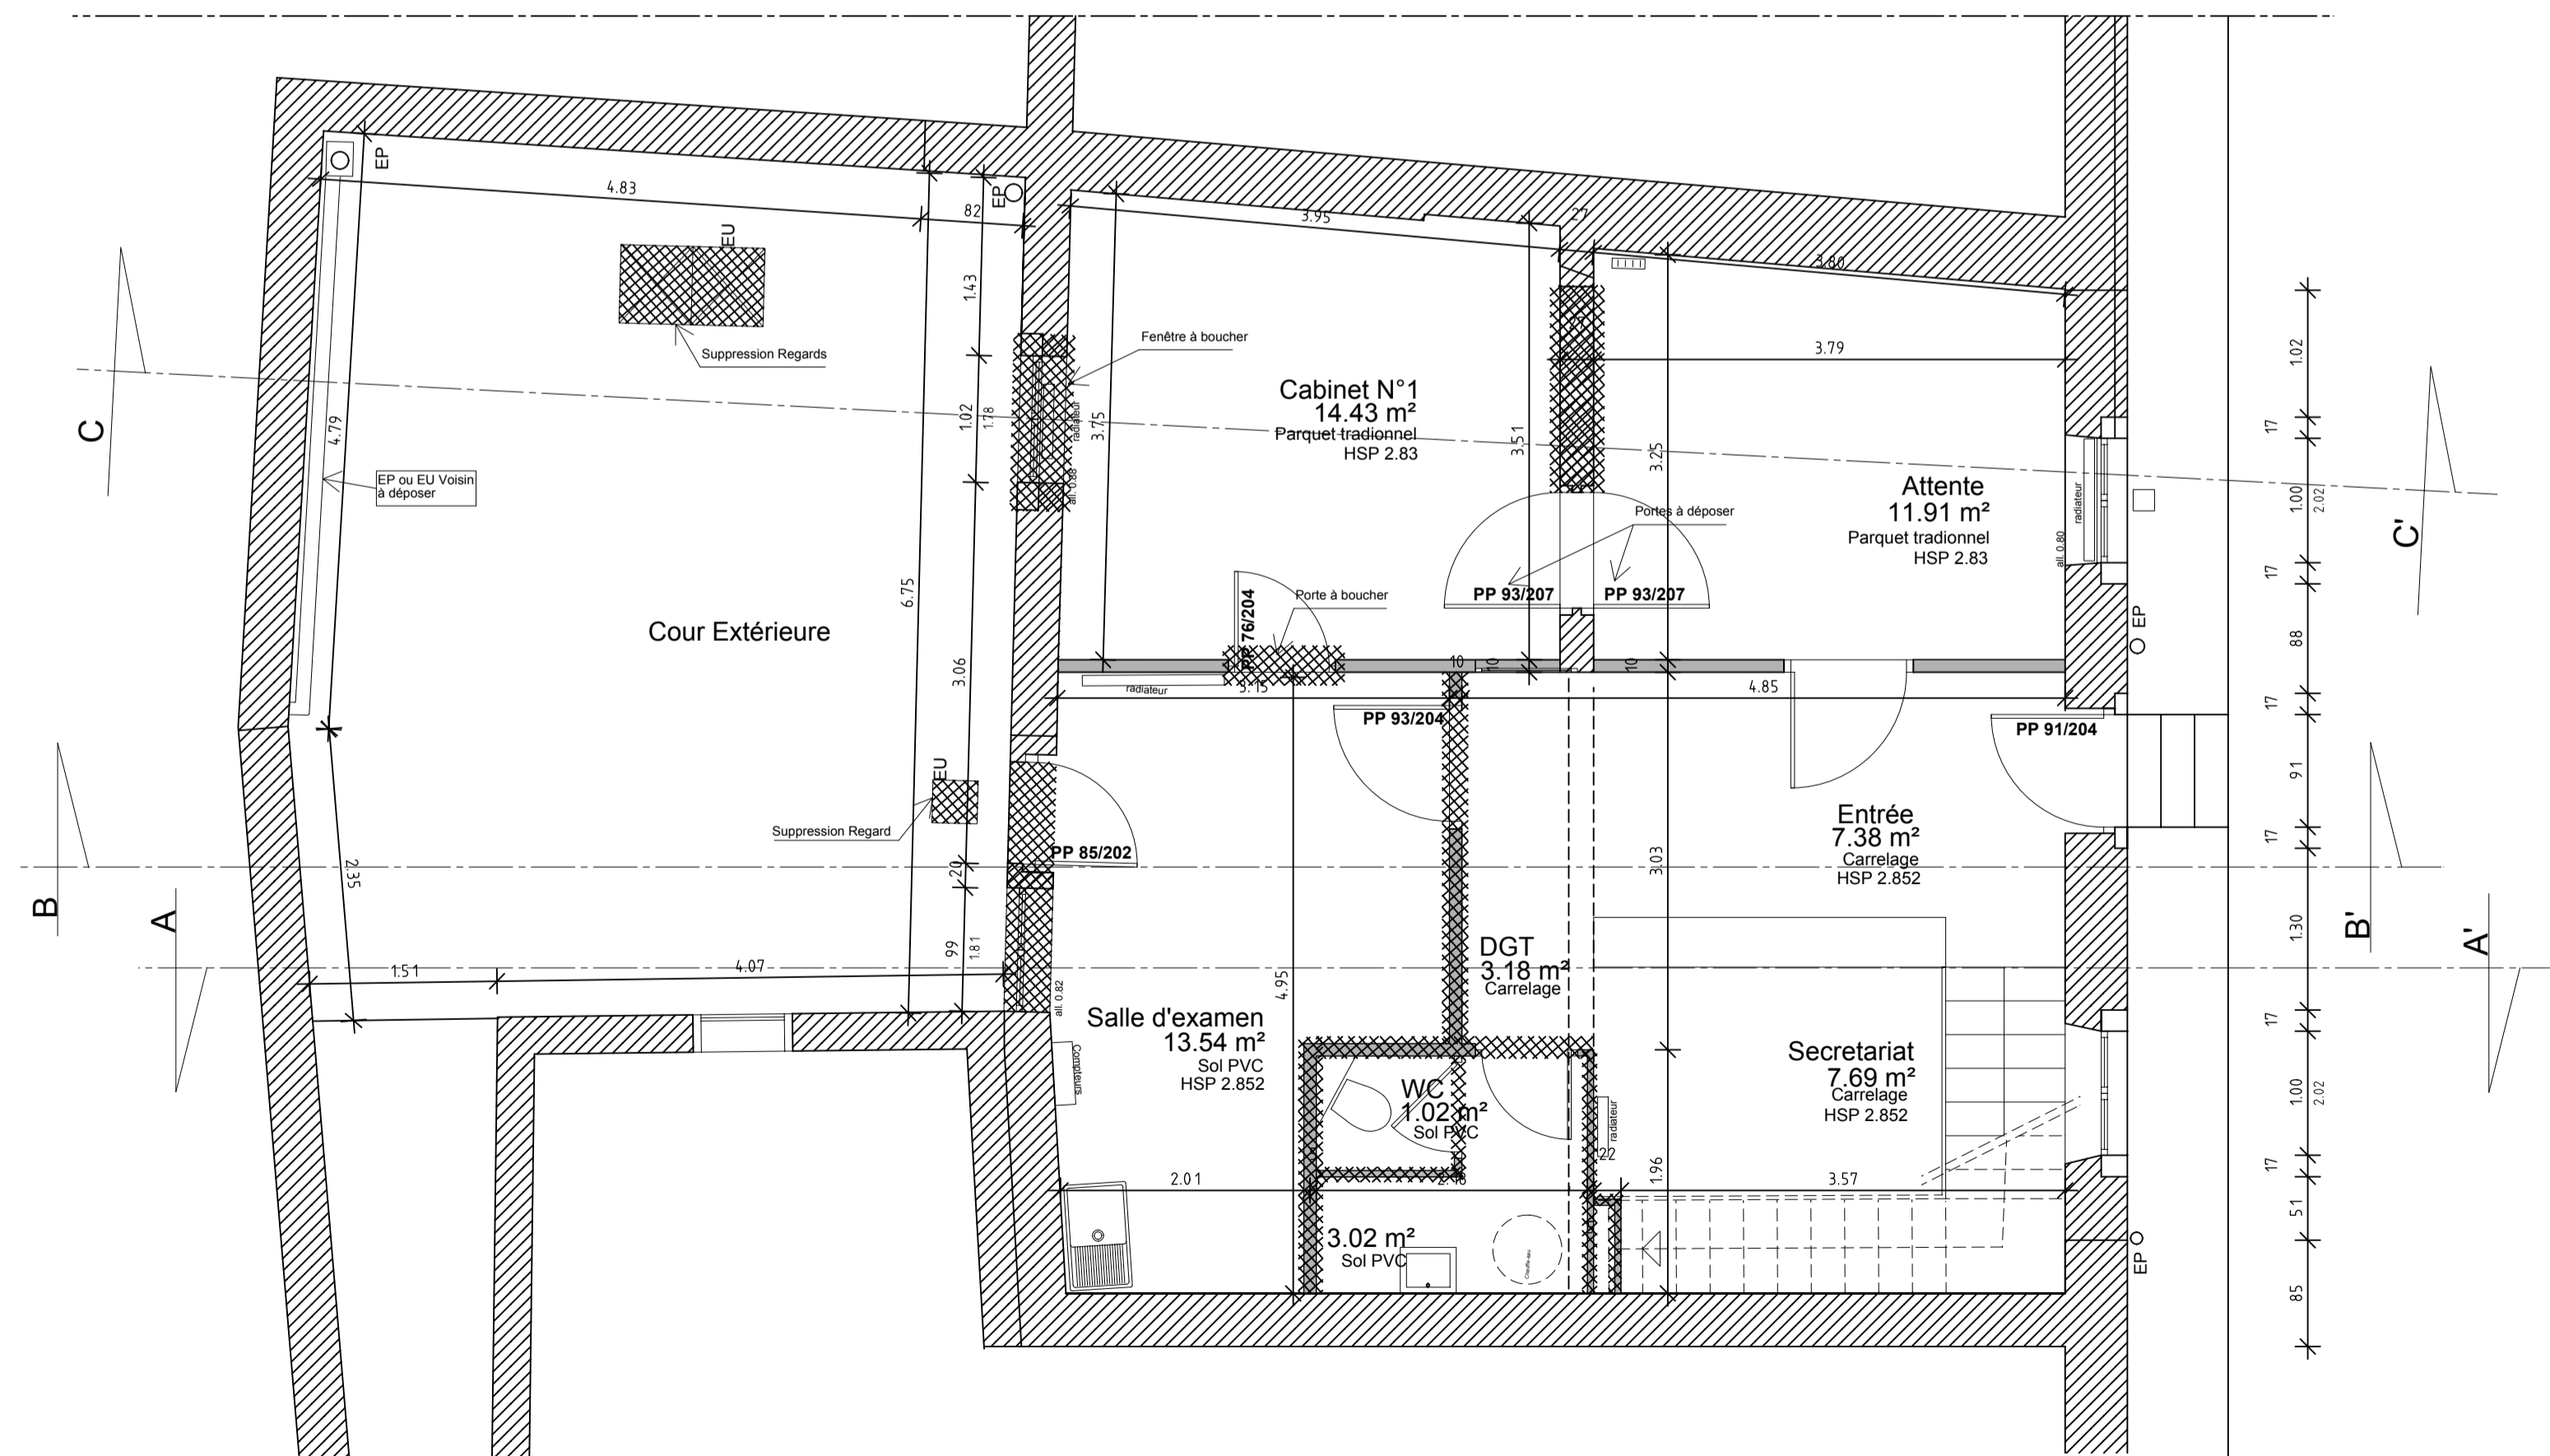 EP
4.83
82
EP
EU
Suppression Regards
1.43
1.02
1.78
4.79
EP ou EU Voisin
à déposer
C
6.75
Cour Extérieure
3.06
EU
Suppression Regard
20
99
1.81
2.35
1.51
4.07
B
A
3.95
27
3.80
Fenêtre à boucher
radiateur
all. 0.88
3.75
Cabinet N°1
14.43 m²
Parquet tradionnel
HSP 2.83
3.51
27
3.25
3.79
Attente
11.91 m²
Parquet tradionnel
HSP 2.83
radiateur
all. 0.80
Portes à déposer
PP 93/207
PP 93/207
Porte à boucher
PP 76/204
10
10
10
radiateur
3.15
4.85
PP 93/204
PP 91/204
PP 85/202
Entrée
7.38 m²
Carrelage
HSP 2.852
3.03
DGT
3.18 m²
Carrelage
4.95
all. 0.82
Compteurs
Salle d'examen
13.54 m²
Sol PVC
HSP 2.852
WC
1.02 m²
Sol PVC
Secretariat
7.69 m²
Carrelage
HSP 2.852
radiateur
22
1.96
2.01
3.57
3.02 m²
Sol PVC
Chauffe-eau
1.02
17
1.00
2.02
17
EP
88
17
91
17
1.30
17
1.00
2.02
17
51
EP
85
C'
B'
A'